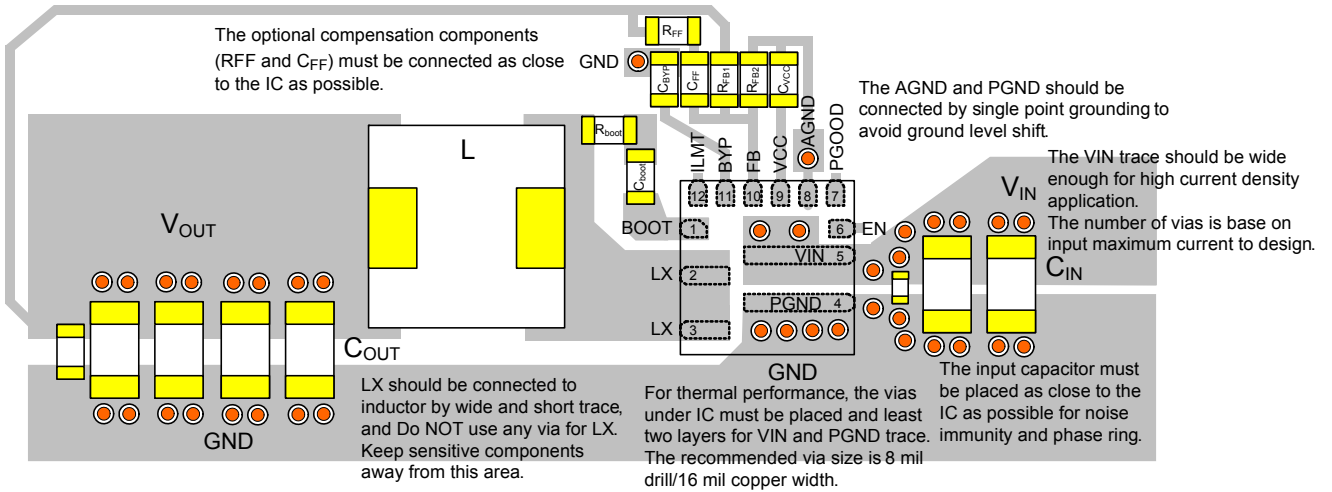 The optional compensation components
(RFF and CFF) must be connected as close
to the IC as possible.
RFF
GND
CBYP
CFF
RFB1
RFB2
CVCC
AGND
The AGND and PGND should be
connected by single point grounding to
avoid ground level shift.
Rboot
Cboot
L
ILMT
BYP
FB
VCC
PGOOD
12
11
10
9
8
7
The VIN trace should be wide
enough for high current density
application.
The number of vias is base on
input maximum current to design.
VIN
VOUT
BOOT
1
6
EN
VIN
5
LX
2
CIN
PGND
4
LX
3
COUT
GND
GND
LX should be connected to
inductor by wide and short trace,
and Do NOT use any via for LX.
Keep sensitive components
away from this area.
For thermal performance, the vias
under IC must be placed and least
two layers for VIN and PGND trace.
The recommended via size is 8 mil
drill/16 mil copper width.
The input capacitor must
be placed as close to the
IC as possible for noise
immunity and phase ring.